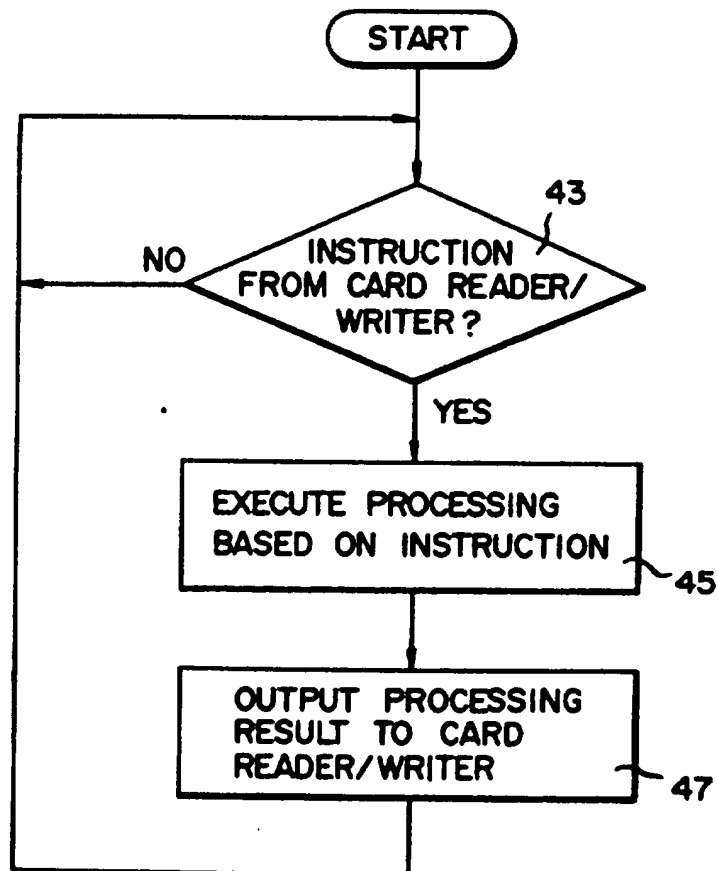 START
43
INSTRUCTION
FROM CARD READER/
WRITER?
NO
YES
EXECUTE PROCESSING
BASED ON INSTRUCTION
45
OUTPUT PROCESSING
RESULT TO CARD
READER/WRITER
47